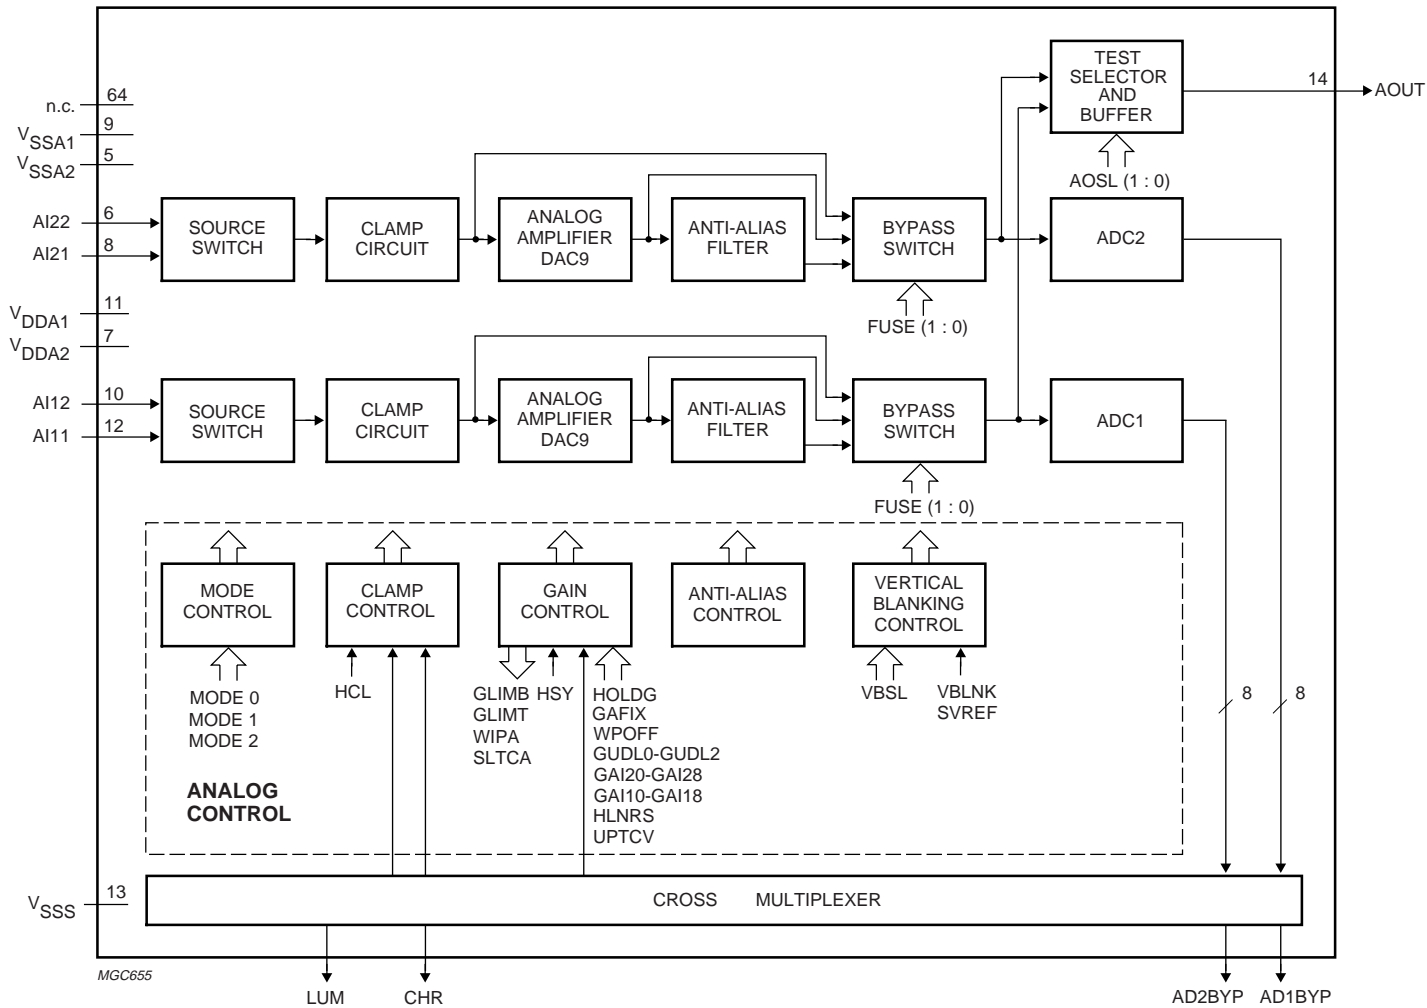 TEST
SELECTOR
AND
BUFFER
14
AOUT
n.c.
64
VSSA1
9
VSSA2
5
AOSL (1 : 0)
AI22
6
AI21
8
SOURCE
SWITCH
CLAMP
CIRCUIT
ANALOG
AMPLIFIER
DAC9
ANTI-ALIAS
FILTER
BYPASS
SWITCH
ADC2
FUSE (1 : 0)
VDDA1
11
VDDA2
7
AI12
10
AI11
12
SOURCE
SWITCH
CLAMP
CIRCUIT
ANALOG
AMPLIFIER
DAC9
ANTI-ALIAS
FILTER
BYPASS
SWITCH
ADC1
FUSE (1 : 0)
MODE
CONTROL
CLAMP
CONTROL
GAIN
CONTROL
ANTI-ALIAS
CONTROL
VERTICAL
BLANKING
CONTROL
MODE 0
MODE 1
MODE 2
HCL
GLIMB
GLIMT
WIPA
SLTCA
HSY
HOLDG
GAFIX
WPOFF
GUDL0-GUDL2
GAI20-GAI28
GAI10-GAI18
HLNRS
UPTCV
VBSL
VBLNK
SVREF
8
8
ANALOG
CONTROL
VSSS
13
CROSS MULTIPLEXER
MGC655
LUM
CHR
AD2BYP
AD1BYP